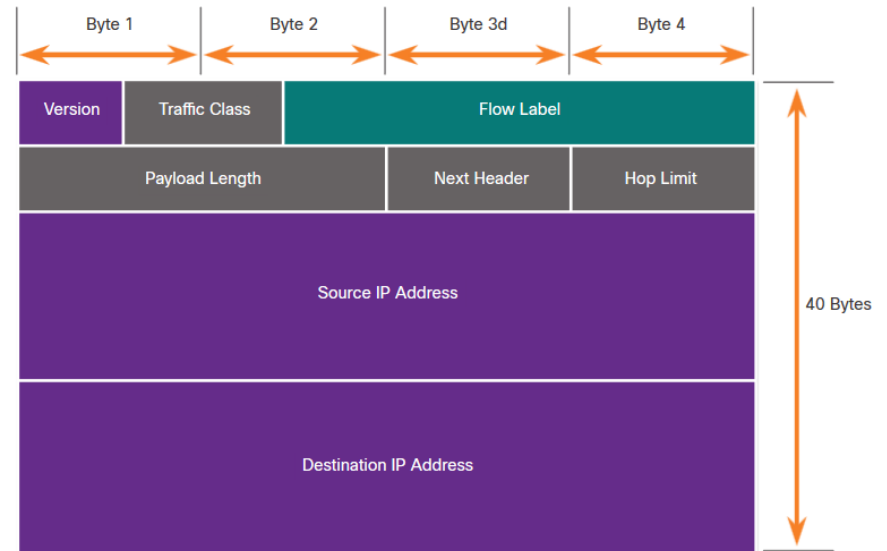 Byte 1 Byte 2 Byte 3d Byte 4
Version Traffic Class Flow Label
Payload Length Next Header Hop Limit
Source IP Address
40 Bytes
Destination IP Address